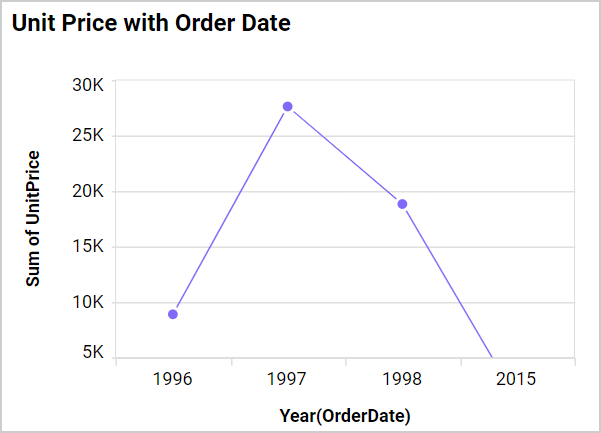 Unit Price with Order Date
30K
25K
20K
15K
10K
5K
Sum of UnitPrice
1996 1997 1998 2015
Year(OrderDate)